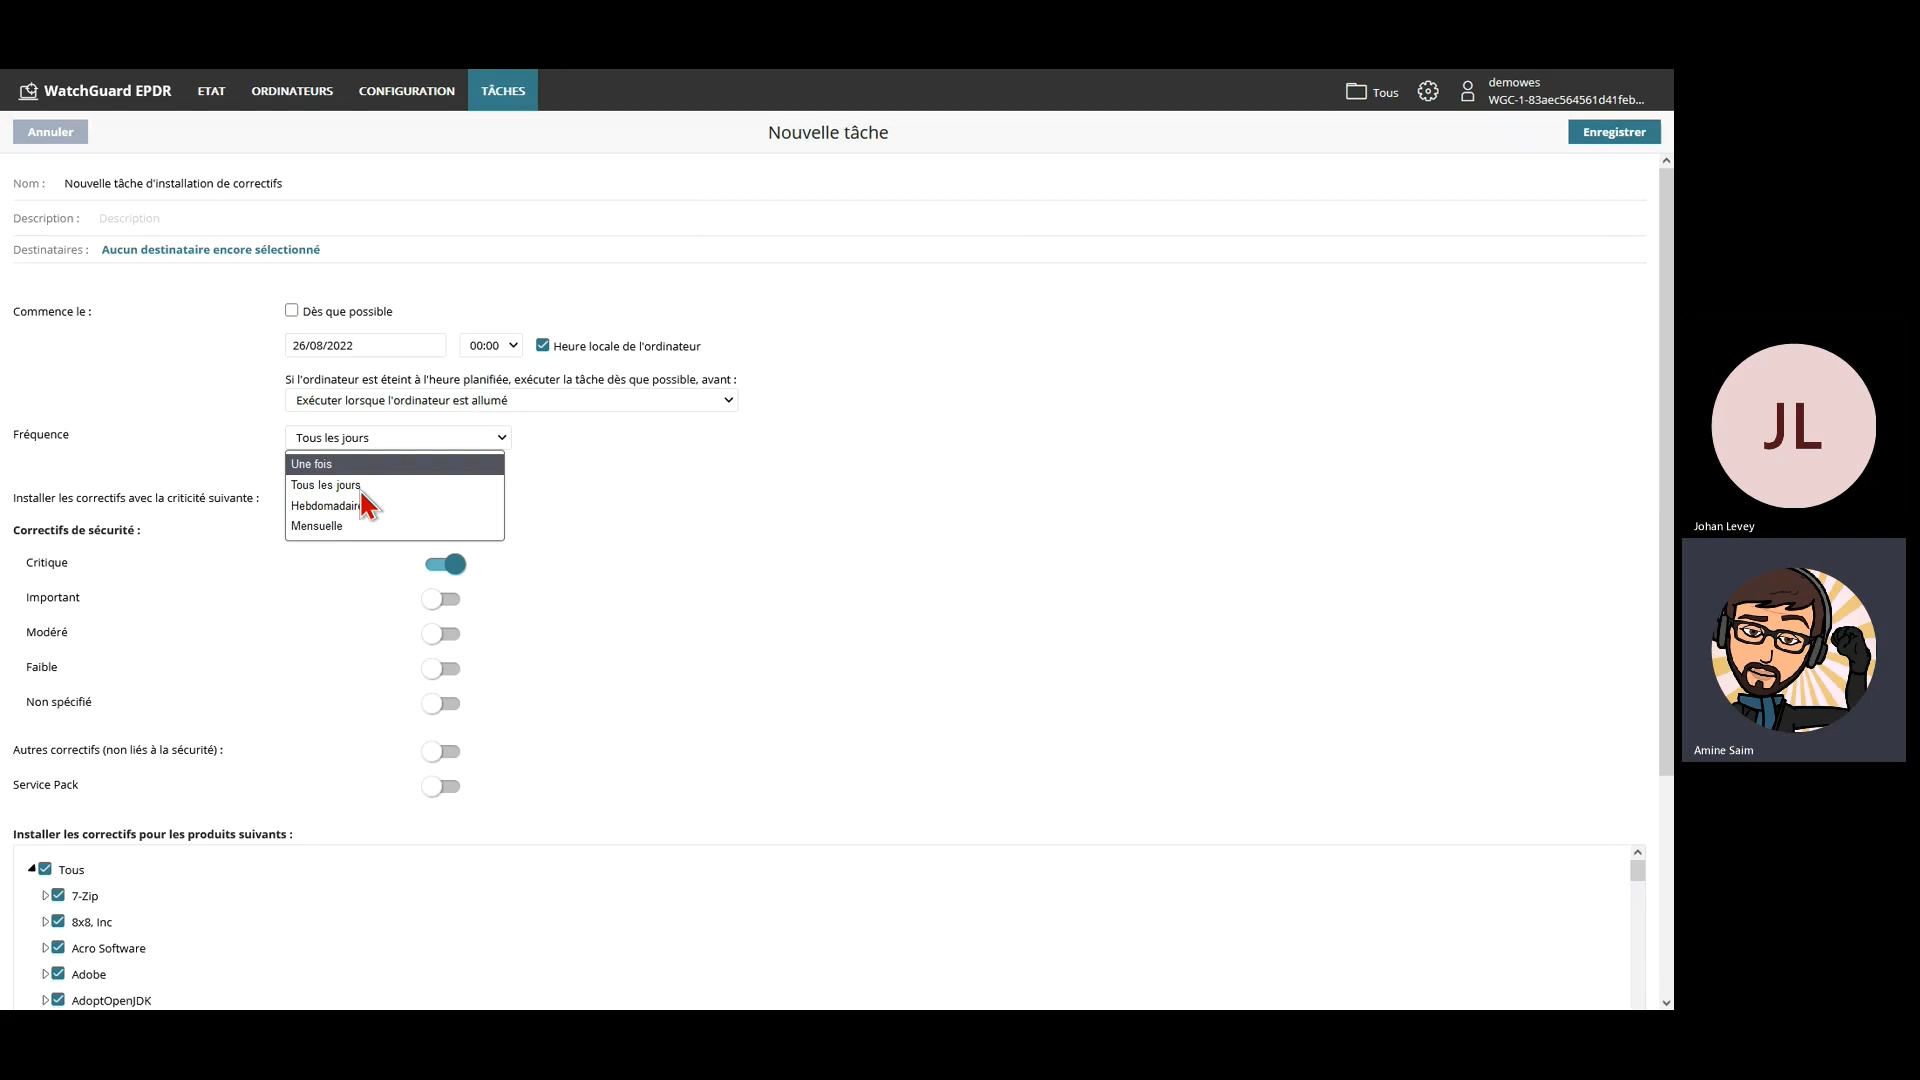 WatchGuard EPDR ETAT ORDINATEURS CONFIGURATION TÂCHES Tous demowes
WGC-1-83aec564561d41feb...
Annuler Nouvelle tâche Enregistrer
Nom : Nouvelle tâche d'installation de correctifs
Description : Description
Destinataires : Aucun destinataire encore sélectionné
Commence le : Dès que possible
26/08/2022 00:00 Heure locale de l'ordinateur
Si l'ordinateur est éteint à l'heure planifiée, exécuter la tâche dès que possible, avant :
Exécuter lorsque l'ordinateur est allumé
Fréquence Tous les jours
Une fois
Tous les jours
Hebdomadaire
Mensuelle
Installer les correctifs avec la criticité suivante :
Correctifs de sécurité :
Critique
Important
Modéré
Faible
Non spécifié
Autres correctifs (non liés à la sécurité) :
Service Pack
Installer les correctifs pour les produits suivants :
Tous
7-Zip
8x8, Inc
Acro Software
Adobe
AdoptOpenJDK
JL
Johan Levey
Amine Saim